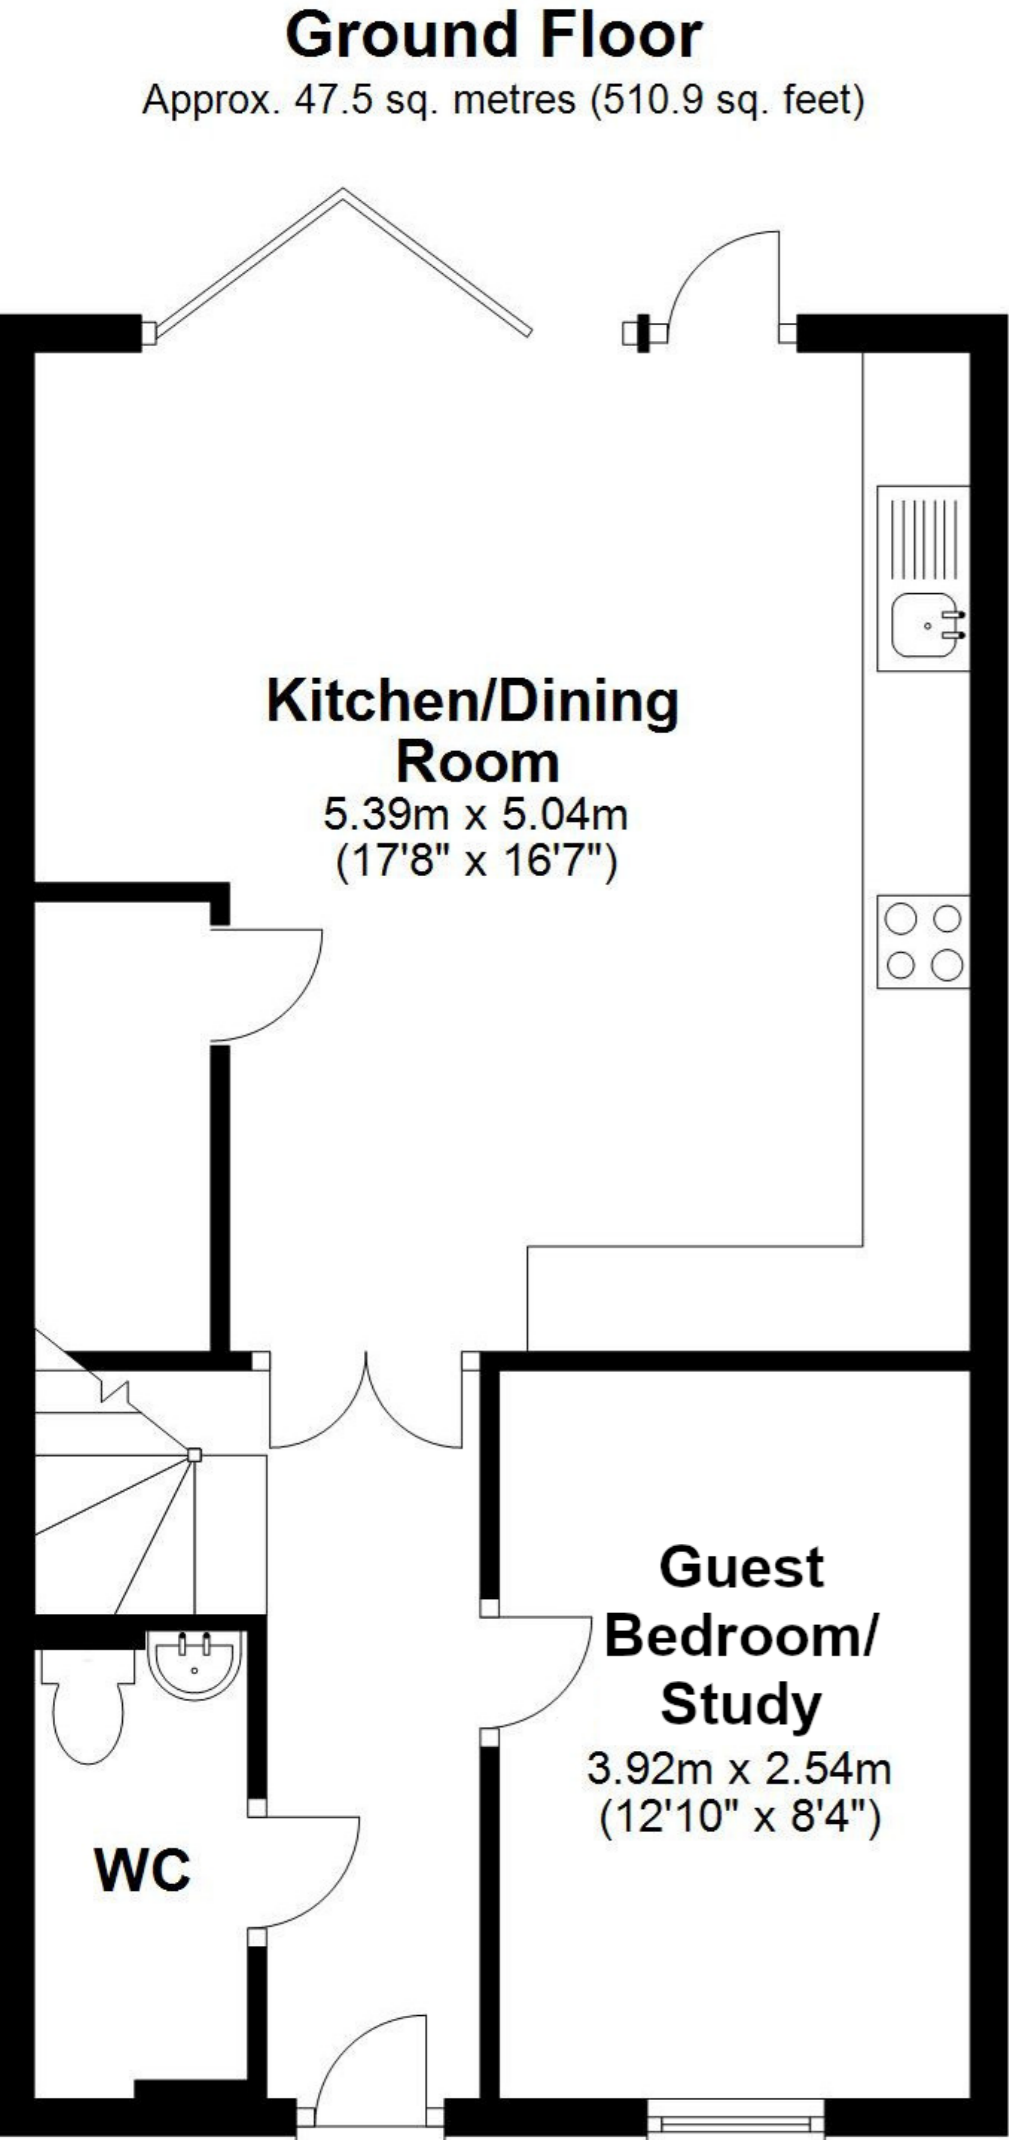 Ground Floor
Approx. 47.5 sq. metres (510.9 sq. feet)
Kitchen/Dining
Room
5.39m x 5.04m
(17'8" x 16'7")
Guest
Bedroom/
Study
3.92m x 2.54m
(12'10" x 8'4")
WC